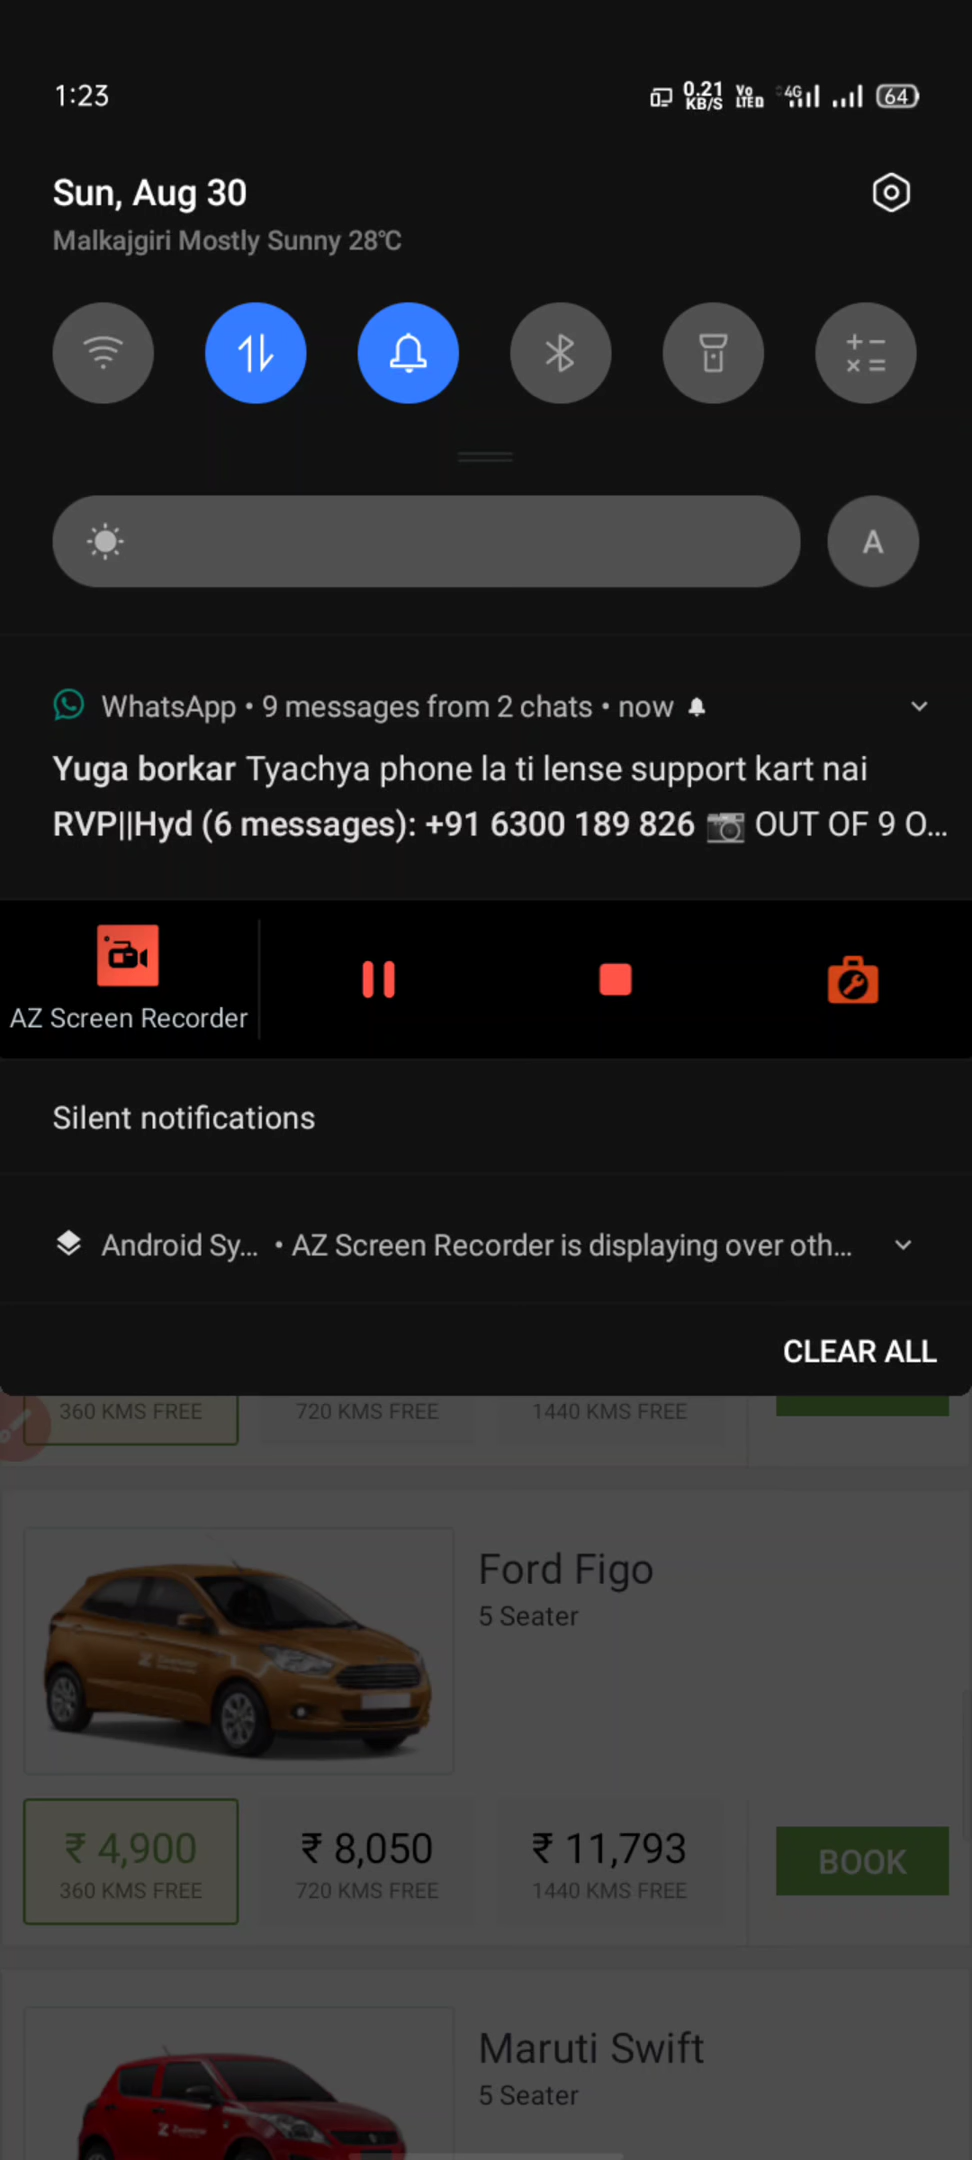 1:23
0.21 KB/S
Vo LTED
4G
64
Sun, Aug 30
Malkajgiri Mostly Sunny 28°C
A
WhatsApp • 9 messages from 2 chats • now
Yuga borkar Tyachya phone la ti lense support kart nai
RVP||Hyd (6 messages): +91 6300 189 826 📷 OUT OF 9 O...
AZ Screen Recorder
Silent notifications
Android Sy... • AZ Screen Recorder is displaying over oth...
CLEAR ALL
360 KMS FREE
720 KMS FREE
1440 KMS FREE
Ford Figo
5 Seater
₹ 4,900
₹ 8,050
₹ 11,793
360 KMS FREE
720 KMS FREE
1440 KMS FREE
BOOK
Maruti Swift
5 Seater